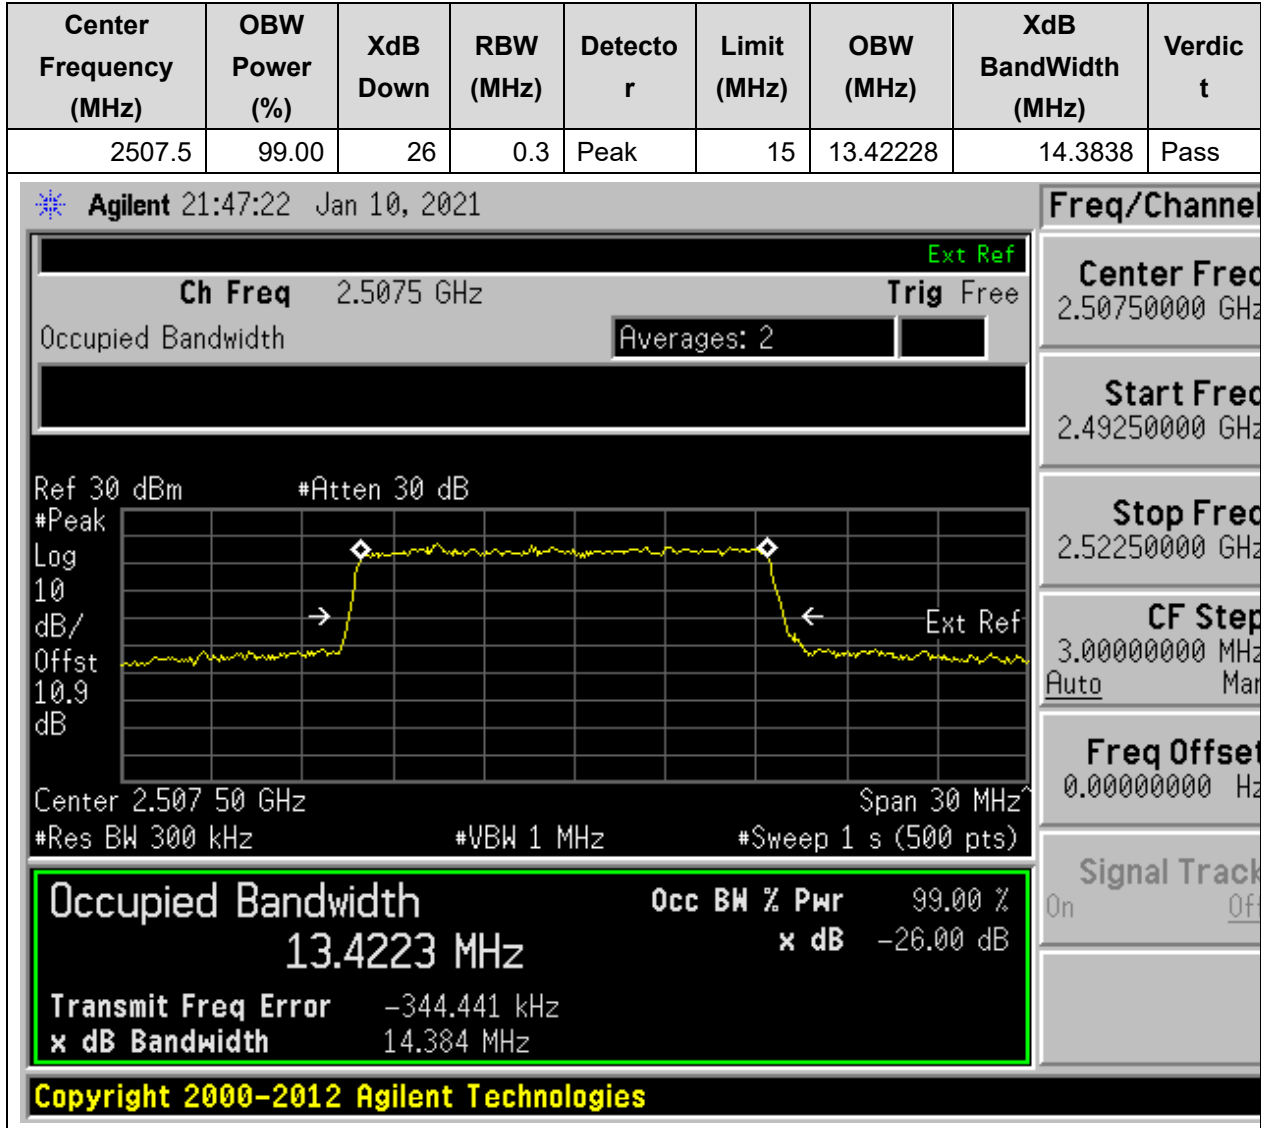 Center Frequency (MHz) OBW Power (%) XdB Down RBW (MHz) Detecto r Limit (MHz) OBW (MHz) XdB BandWidth (MHz) Verdic t
2507.5 99.00 26 0.3 Peak 15 13.42228 14.3838 Pass
Agilent 21:47:22 Jan 10, 2021
Freq/Channel
Ext Ref
Ch Freq 2.5075 GHz Trig Free
Occupied Bandwidth Averages: 2
Center Freq
2.50750000 GHz
Start Freq
2.49250000 GHz
Stop Freq
2.52250000 GHz
CF Step
3.00000000 MHz
Auto Man
Freq Offset
0.00000000 Hz
Signal Track
On Off
Ref 30 dBm #Atten 30 dB
#Peak
Log
10
dB/
Offst
10.9
dB
Ext Ref
Center 2.507 50 GHz Span 30 MHz^
#Res BW 300 kHz #VBW 1 MHz #Sweep 1 s (500 pts)
Occupied Bandwidth
13.4223 MHz
Occ BW % Pwr 99.00 %
x dB -26.00 dB
Transmit Freq Error -344.441 kHz
x dB Bandwidth 14.384 MHz
Copyright 2000-2012 Agilent Technologies